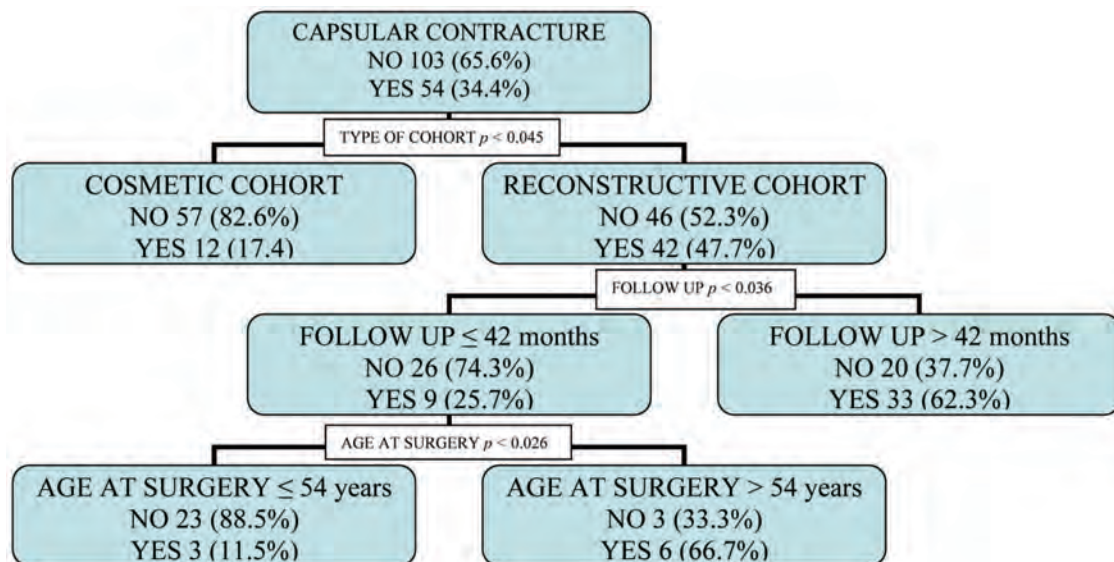 CAPSULAR CONTRACTURE
NO 103 (65.6%)
YES 54 (34.4%)
TYPE OF COHORT p < 0.045
COSMETIC COHORT
NO 57 (82.6%)
YES 12 (17.4)
RECONSTRUCTIVE COHORT
NO 46 (52.3%)
YES 42 (47.7%)
FOLLOW UP p < 0.036
FOLLOW UP ≤ 42 months
NO 26 (74.3%)
YES 9 (25.7%)
FOLLOW UP > 42 months
NO 20 (37.7%)
YES 33 (62.3%)
AGE AT SURGERY p < 0.026
AGE AT SURGERY ≤ 54 years
NO 23 (88.5%)
YES 3 (11.5%)
AGE AT SURGERY > 54 years
NO 3 (33.3%)
YES 6 (66.7%)